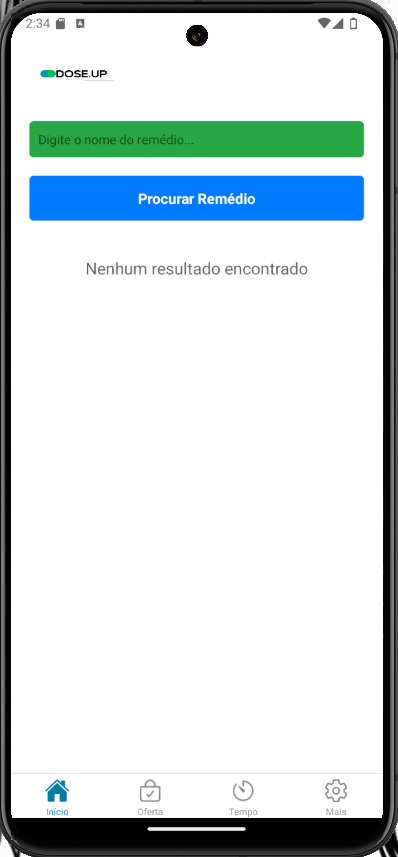 2:34
DOSE.UP
Digite o nome do remédio...
Procurar Remédio
Nenhum resultado encontrado
Início
Oferta
Tempo
Mais